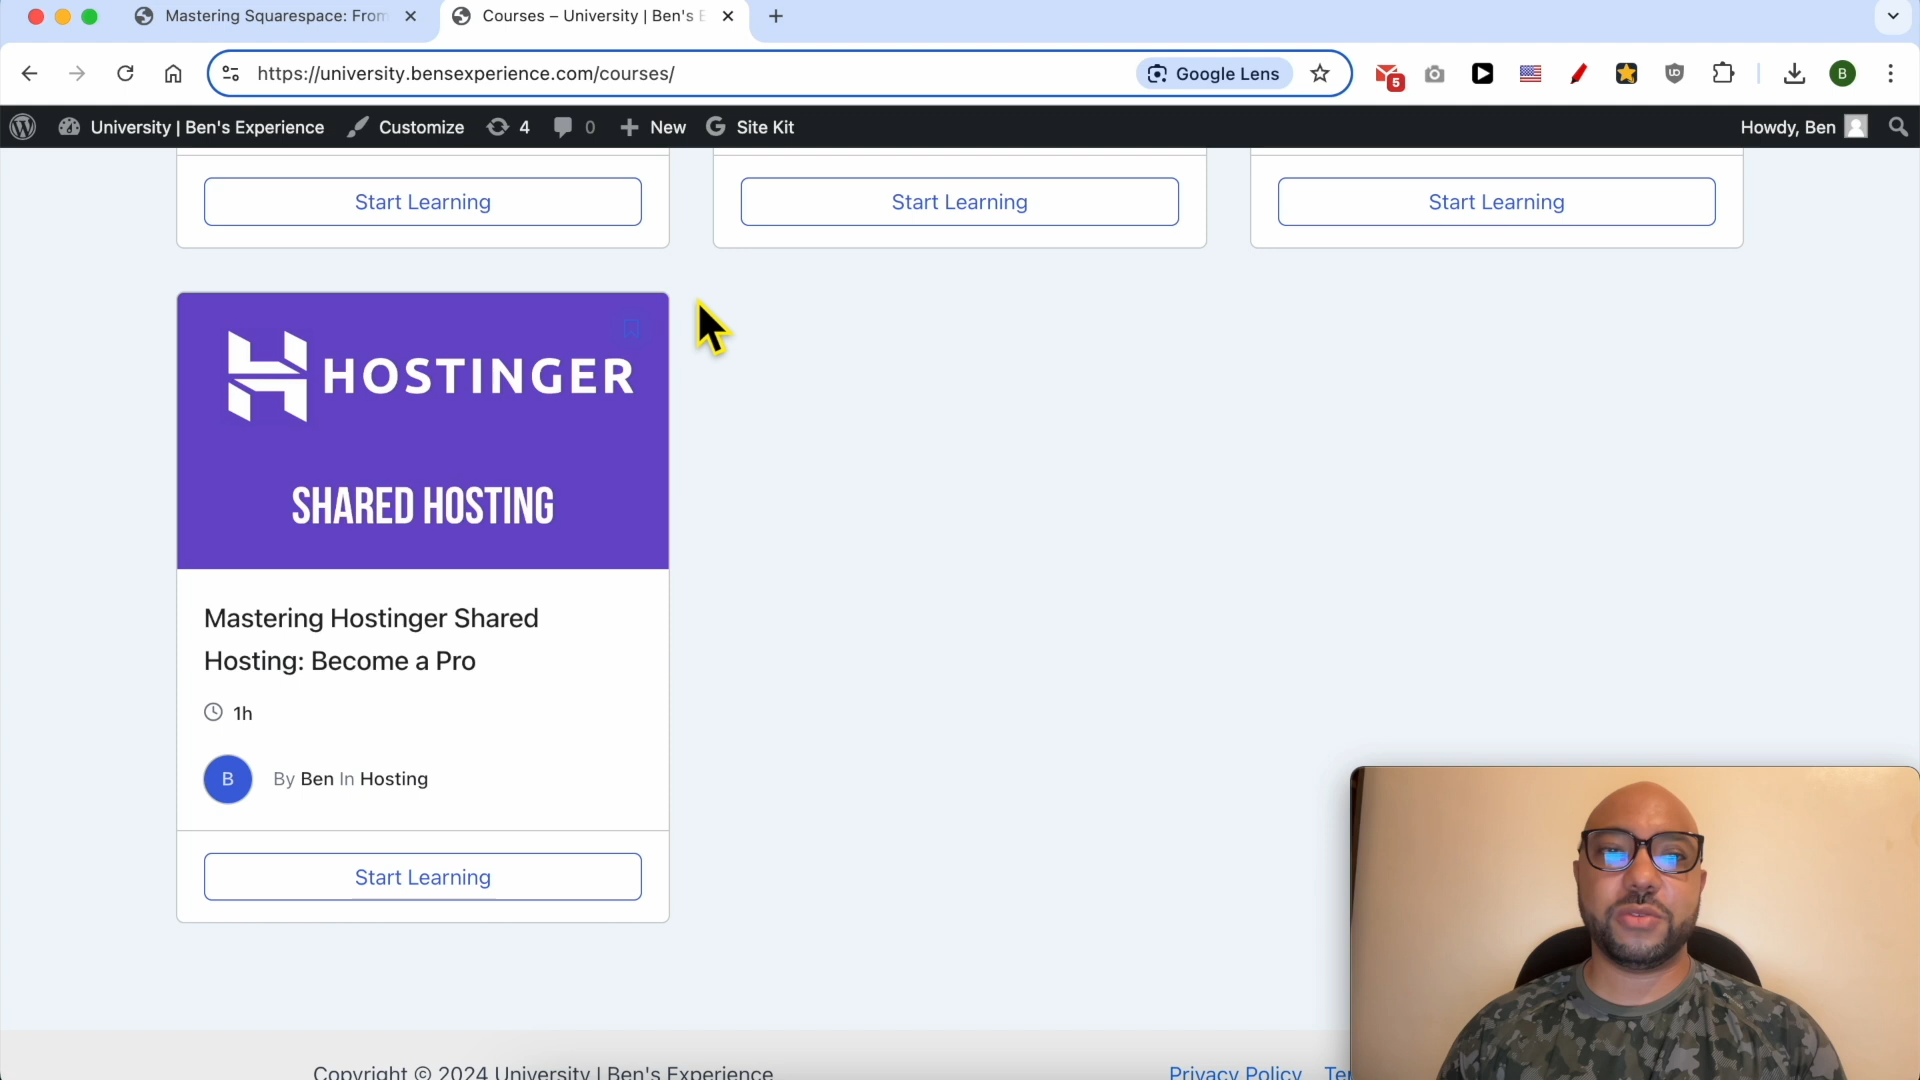 Mastering Squarespace: From
Courses – University | Ben's E
https://university.bensexperience.com/courses/
Google Lens
5
B
University | Ben's Experience
Customize
4
0
New
Site Kit
Howdy, Ben
Start Learning
Start Learning
Start Learning
HOSTINGER
SHARED HOSTING
Mastering Hostinger Shared
Hosting: Become a Pro
1h
B
By Ben In Hosting
Start Learning
Copyright © 2024 University | Ben's Experience
Privacy Policy
Ter